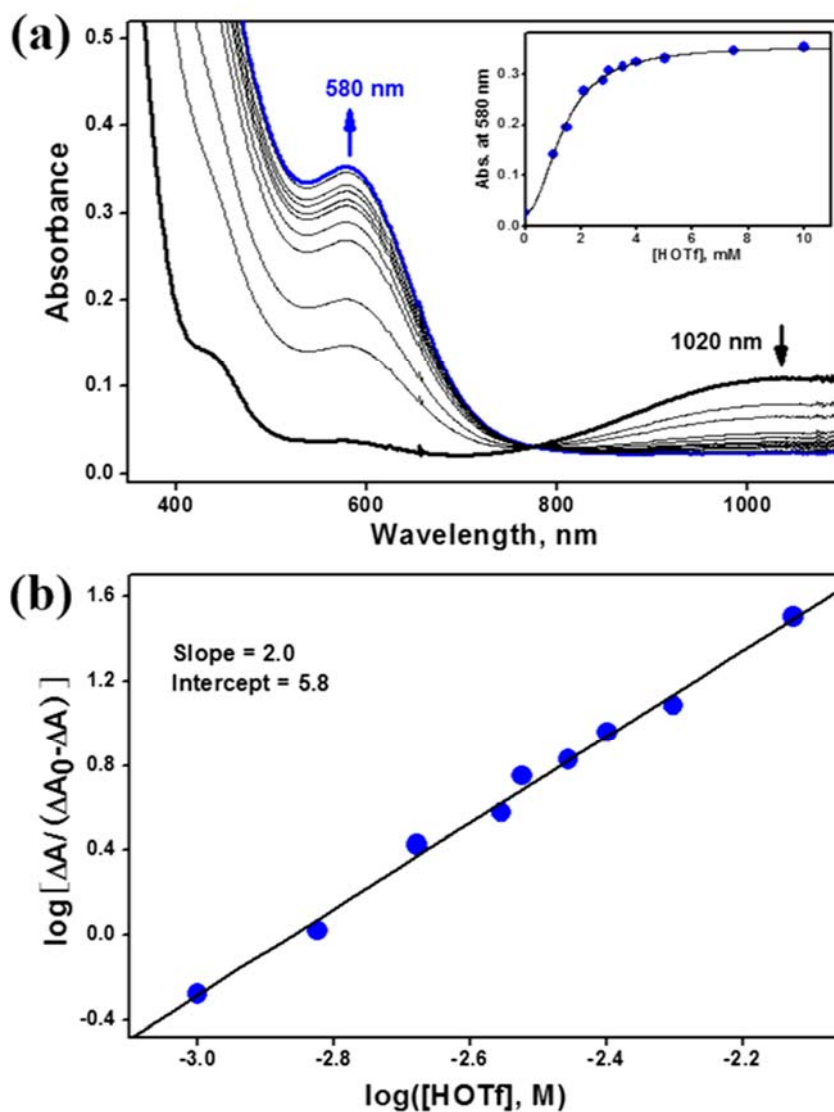 (a)
0.5
0.4
0.3
0.2
0.1
0.0
Absorbance
580 nm
1020 nm
0.3
0.2
0.1
0.0
Abs. at 580 nm
0 2 4 6 8 10
[HOTf], mM
400 600 800 1000
Wavelength, nm
(b)
1.6
1.2
0.8
0.4
0.0
-0.4
log[ΔA/(ΔA0-ΔA)]
Slope = 2.0
Intercept = 5.8
-3.0 -2.8 -2.6 -2.4 -2.2
log([HOTf], M)